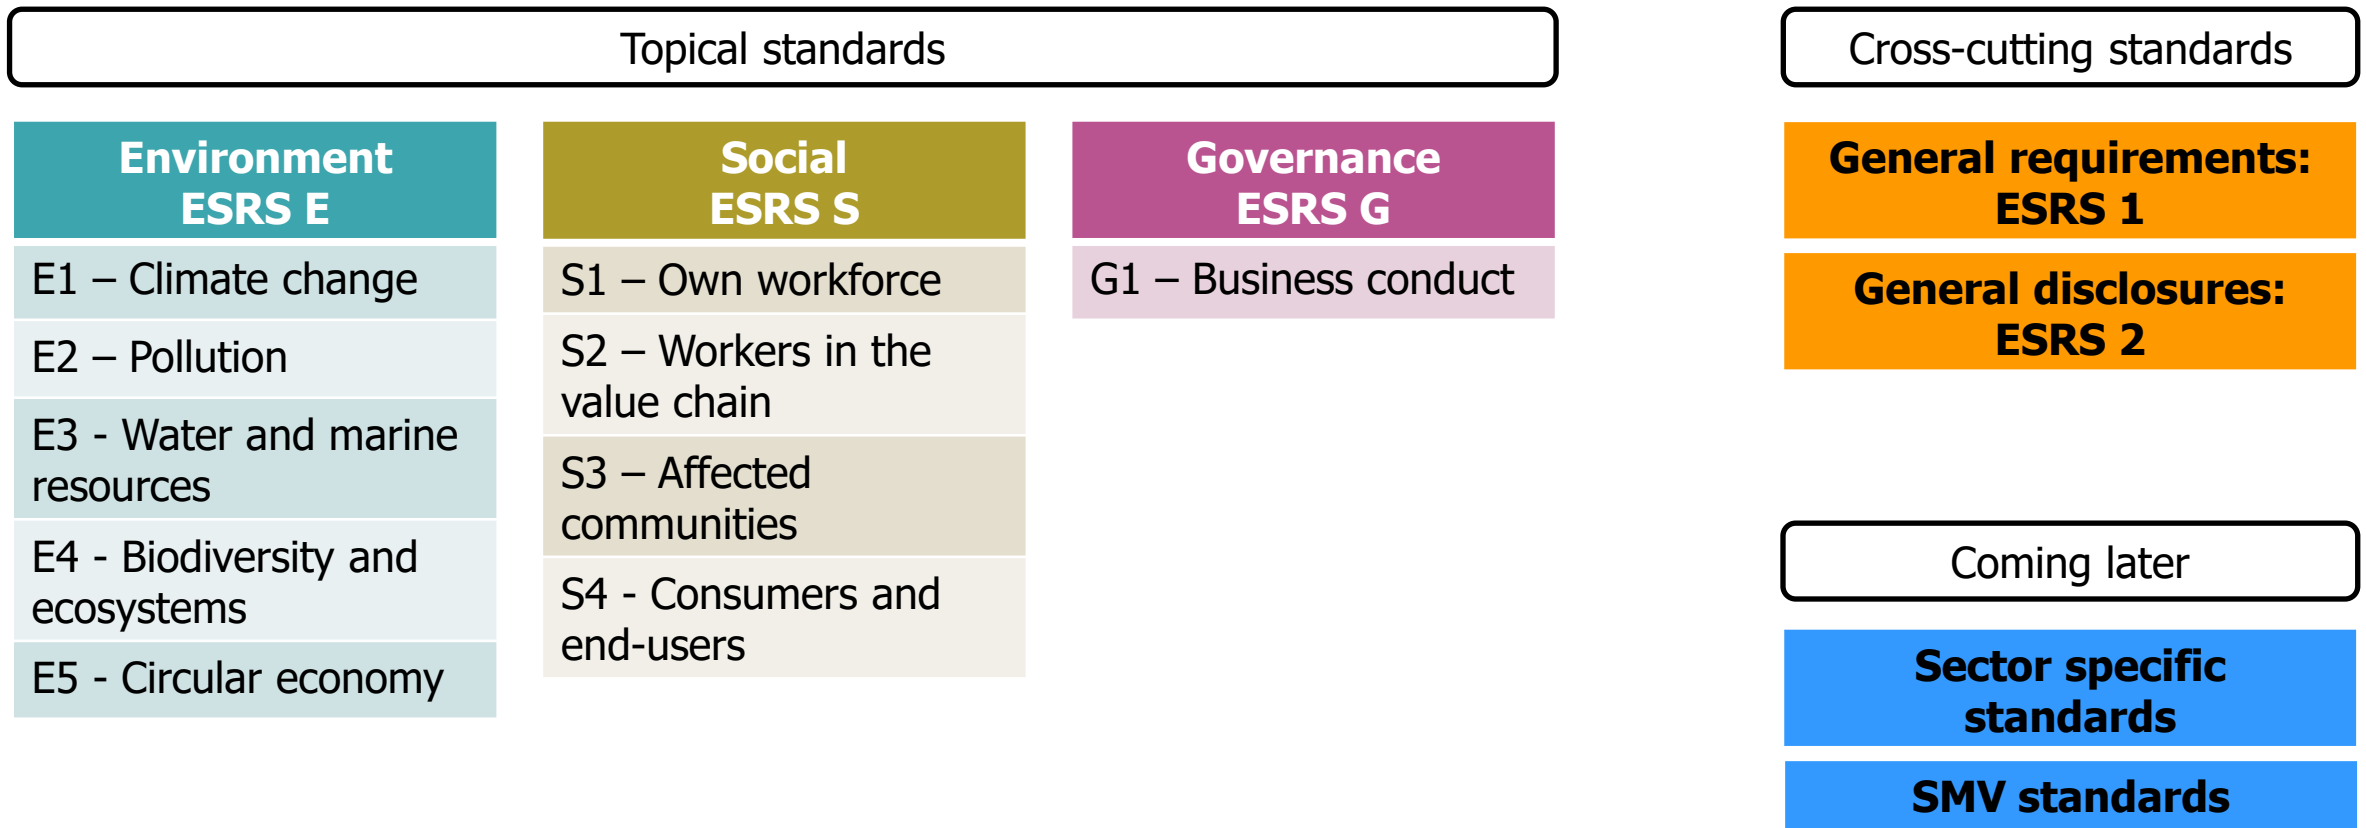 Topical standards
Environment
ESRS E
E1 – Climate change
E2 – Pollution
E3 - Water and marine
resources
E4 - Biodiversity and
ecosystems
E5 - Circular economy
Social
ESRS S
S1 – Own workforce
S2 – Workers in the
value chain
S3 – Affected
communities
S4 - Consumers and
end-users
Governance
ESRS G
G1 – Business conduct
Cross-cutting standards
General requirements:
ESRS 1
General disclosures:
ESRS 2
Coming later
Sector specific
standards
SMV standards